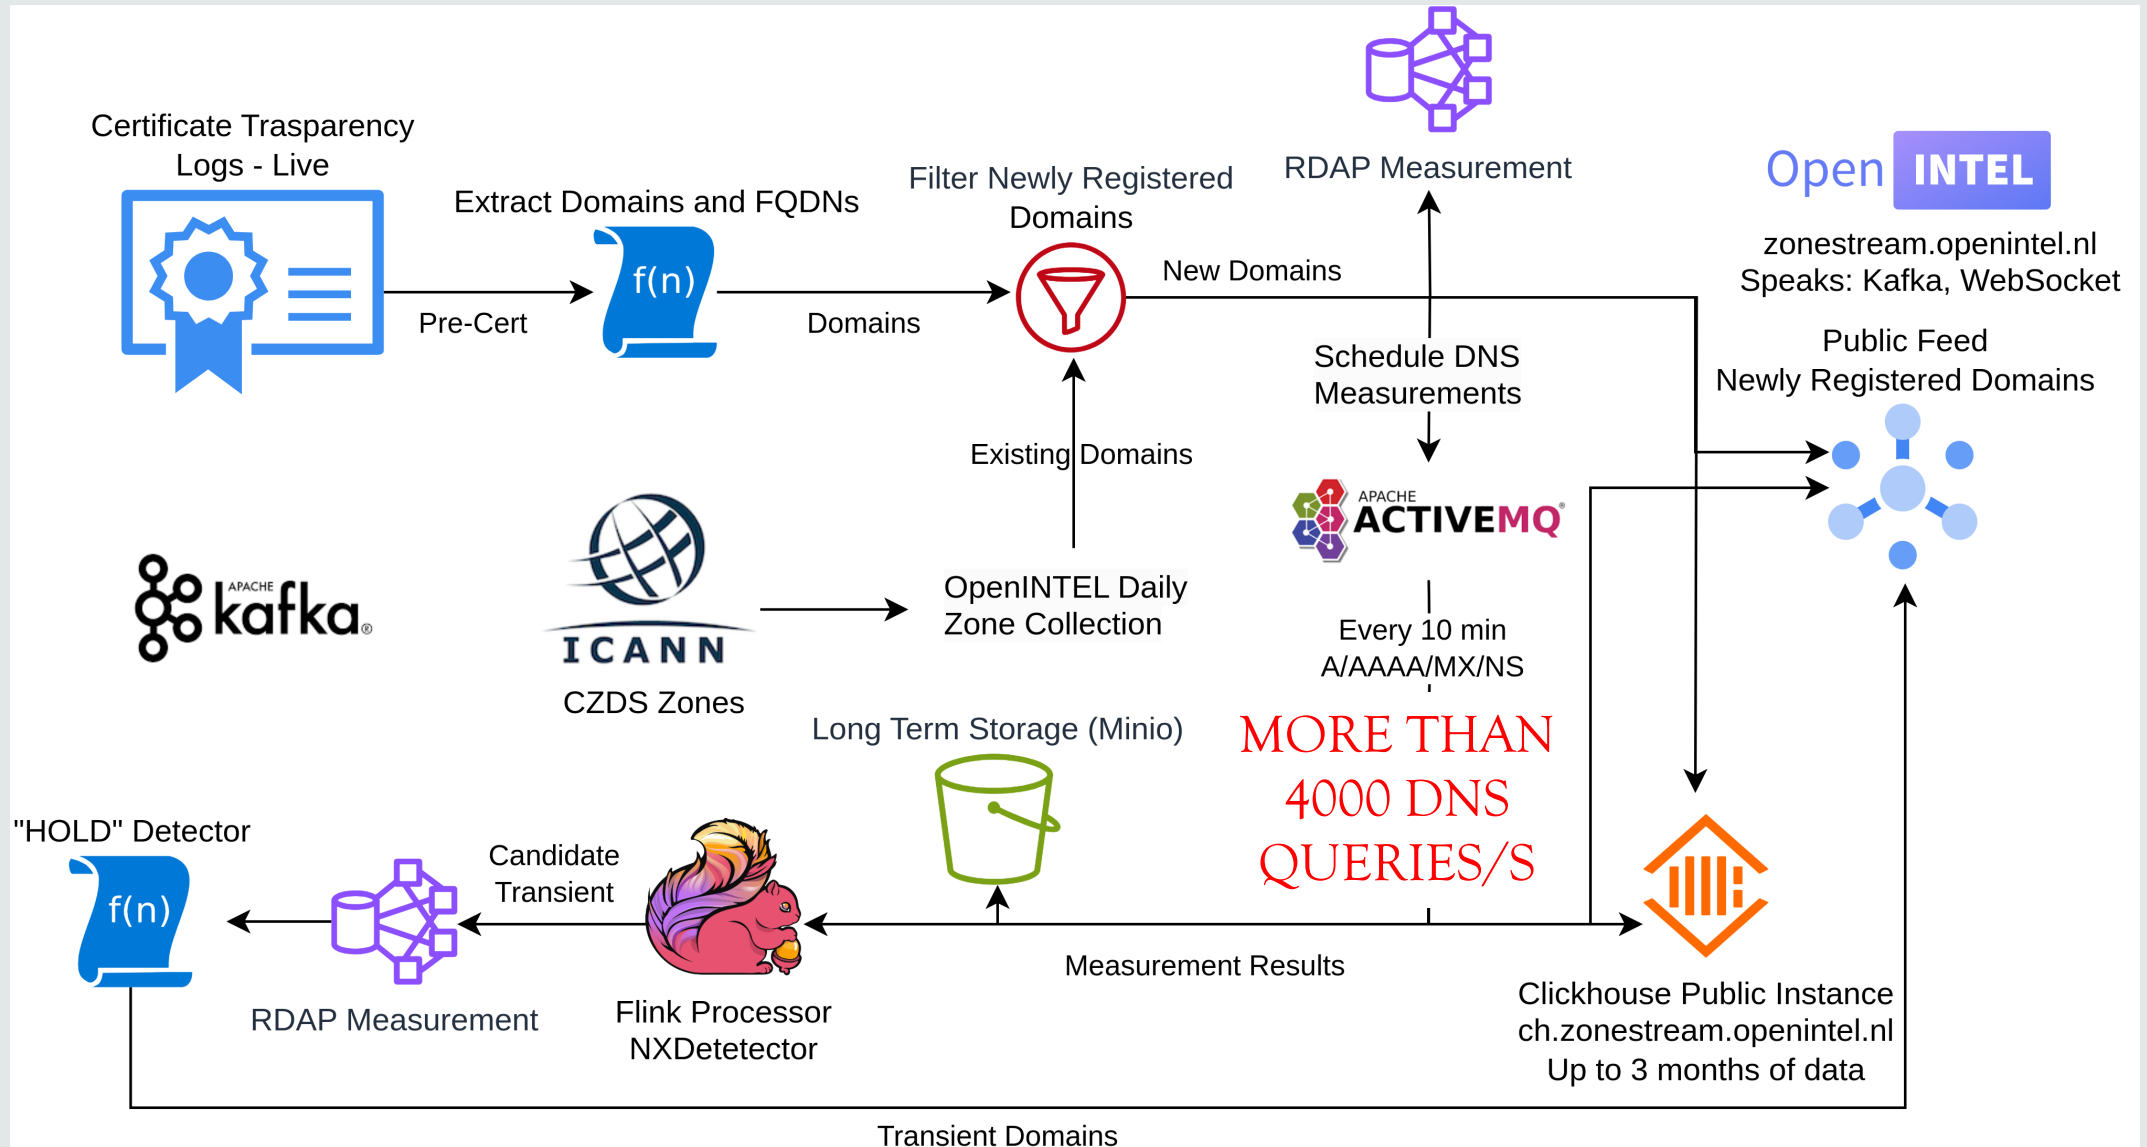 Certificate Trasparency
Logs - Live
Extract Domains and FQDNs
f(n)
Pre-Cert
Domains
Filter Newly Registered
Domains
New Domains
RDAP Measurement
Open INTEL
zonestream.openintel.nl
Speaks: Kafka, WebSocket
Public Feed
Newly Registered Domains
Schedule DNS
Measurements
Existing Domains
APACHE
ACTIVEMQ®
APACHE
kafka®
ICANN
CZDS Zones
OpenINTEL Daily
Zone Collection
Every 10 min
A/AAAA/MX/NS
Long Term Storage (Minio)
MORE THAN
4000 DNS
QUERIES/S
"HOLD" Detector
f(n)
Candidate
Transient
RDAP Measurement
Flink Processor
NXDetetector
Measurement Results
Clickhouse Public Instance
ch.zonestream.openintel.nl
Up to 3 months of data
Transient Domains